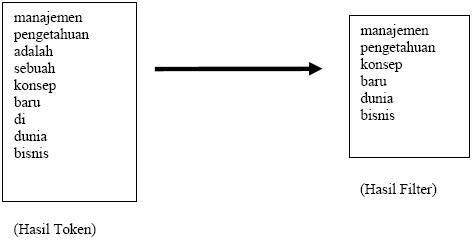 manajemen
pengetahuan
adalah
sebuah
konsep
baru
di
dunia
bisnis
(Hasil Token)
manajemen
pengetahuan
konsep
baru
dunia
bisnis
(Hasil Filter)